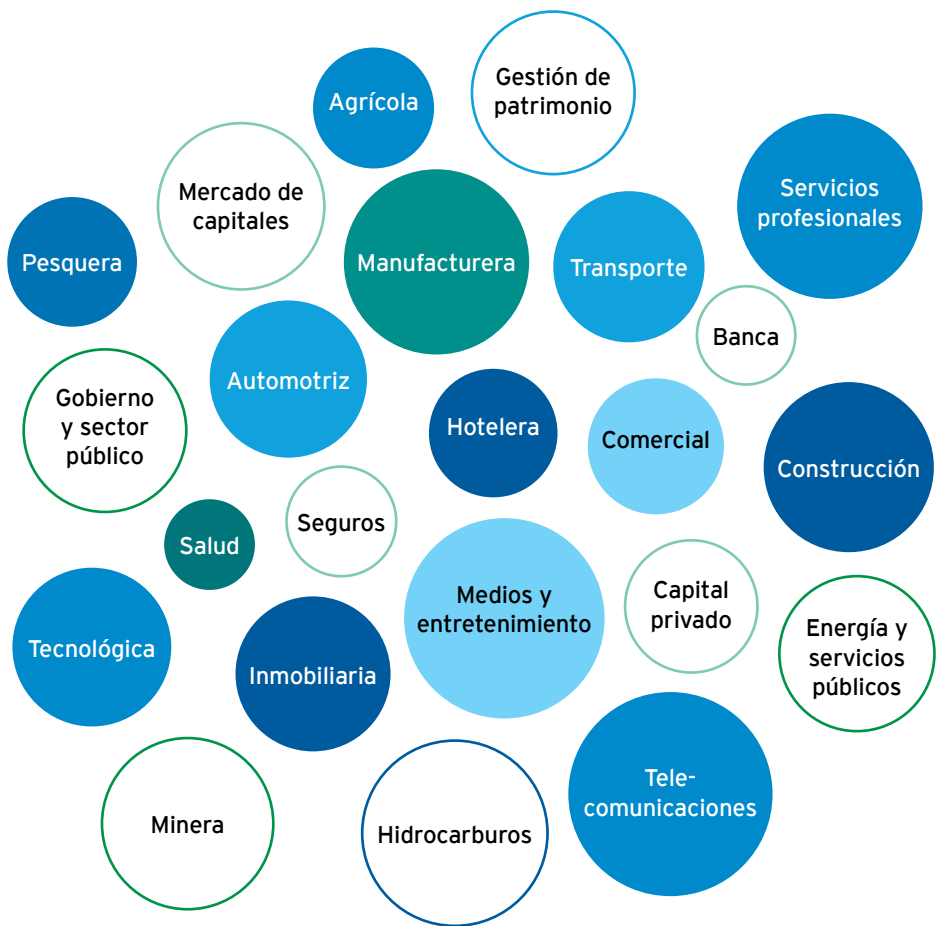 Gestión de
patrimonio
Agrícola
Servicios
profesionales
Mercado de
capitales
Pesquera
Manufacturera
Transporte
Banca
Automotriz
Gobierno
y sector
público
Hotelera
Comercial
Construcción
Seguros
Salud
Medios y
entretenimiento
Capital
privado
Energía y
servicios
públicos
Tecnológica
Inmobiliaria
Tele-
comunicaciones
Minera
Hidrocarburos